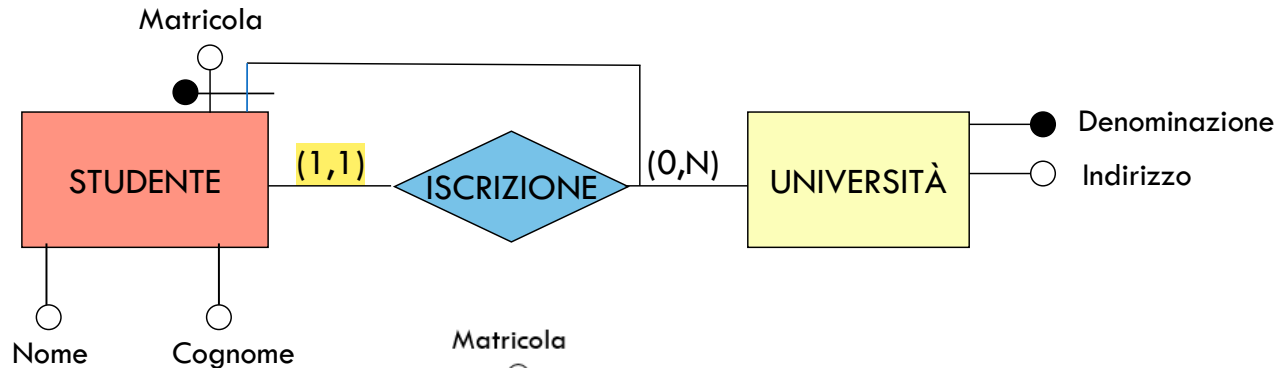 Matricola
Denominazione
(1,1)
(0,N)
STUDENTE
ISCRIZIONE
UNIVERSITÀ
Indirizzo
Nome
Cognome
Matricola